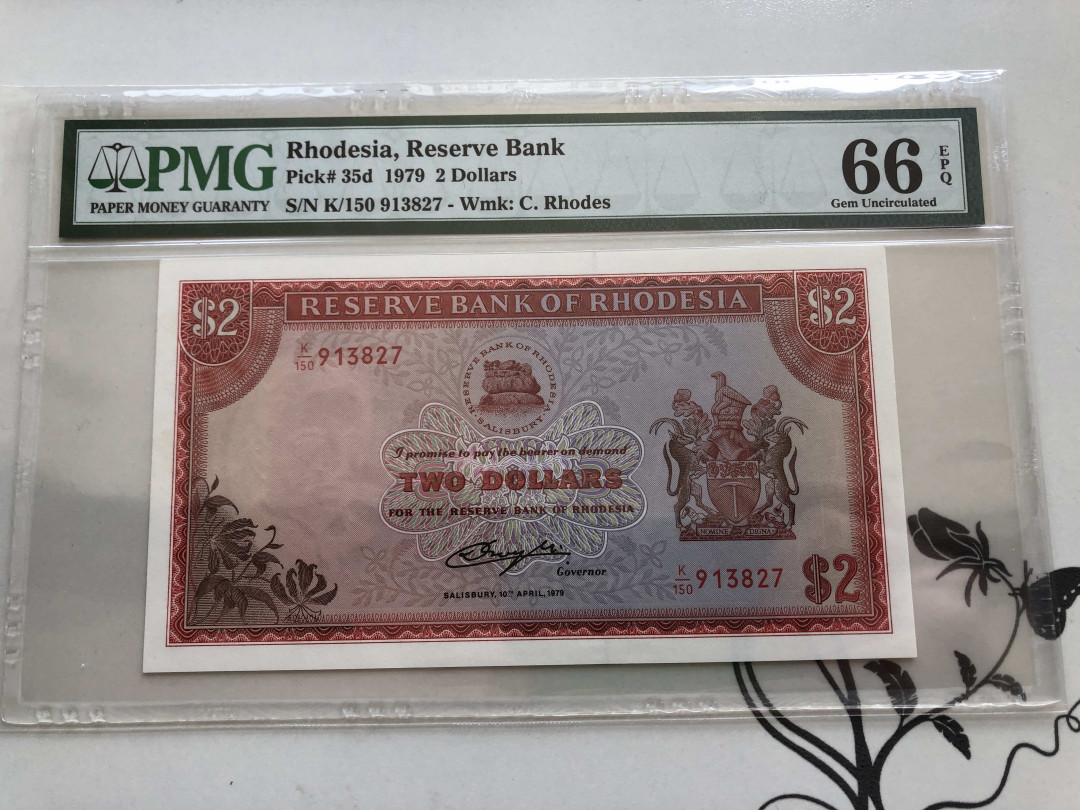 PMG
PAPER MONEY GUARANTY
Rhodesia, Reserve Bank
Pick# 35d 1979 2 Dollars
S/N K/150 913827 - Wmk: C. Rhodes
66
EPQ
Gem Uncirculated
$2
RESERVE BANK OF RHODESIA
$2
K/150 913827
RESERVE BANK OF RHODESIA
SALISBURY
I promise to pay the bearer on demand
TWO DOLLARS
FOR THE RESERVE BANK OF RHODESIA
Governor
SALISBURY, 10TH APRIL, 1979
NOMINE DIGNA
K/150 913827
$2